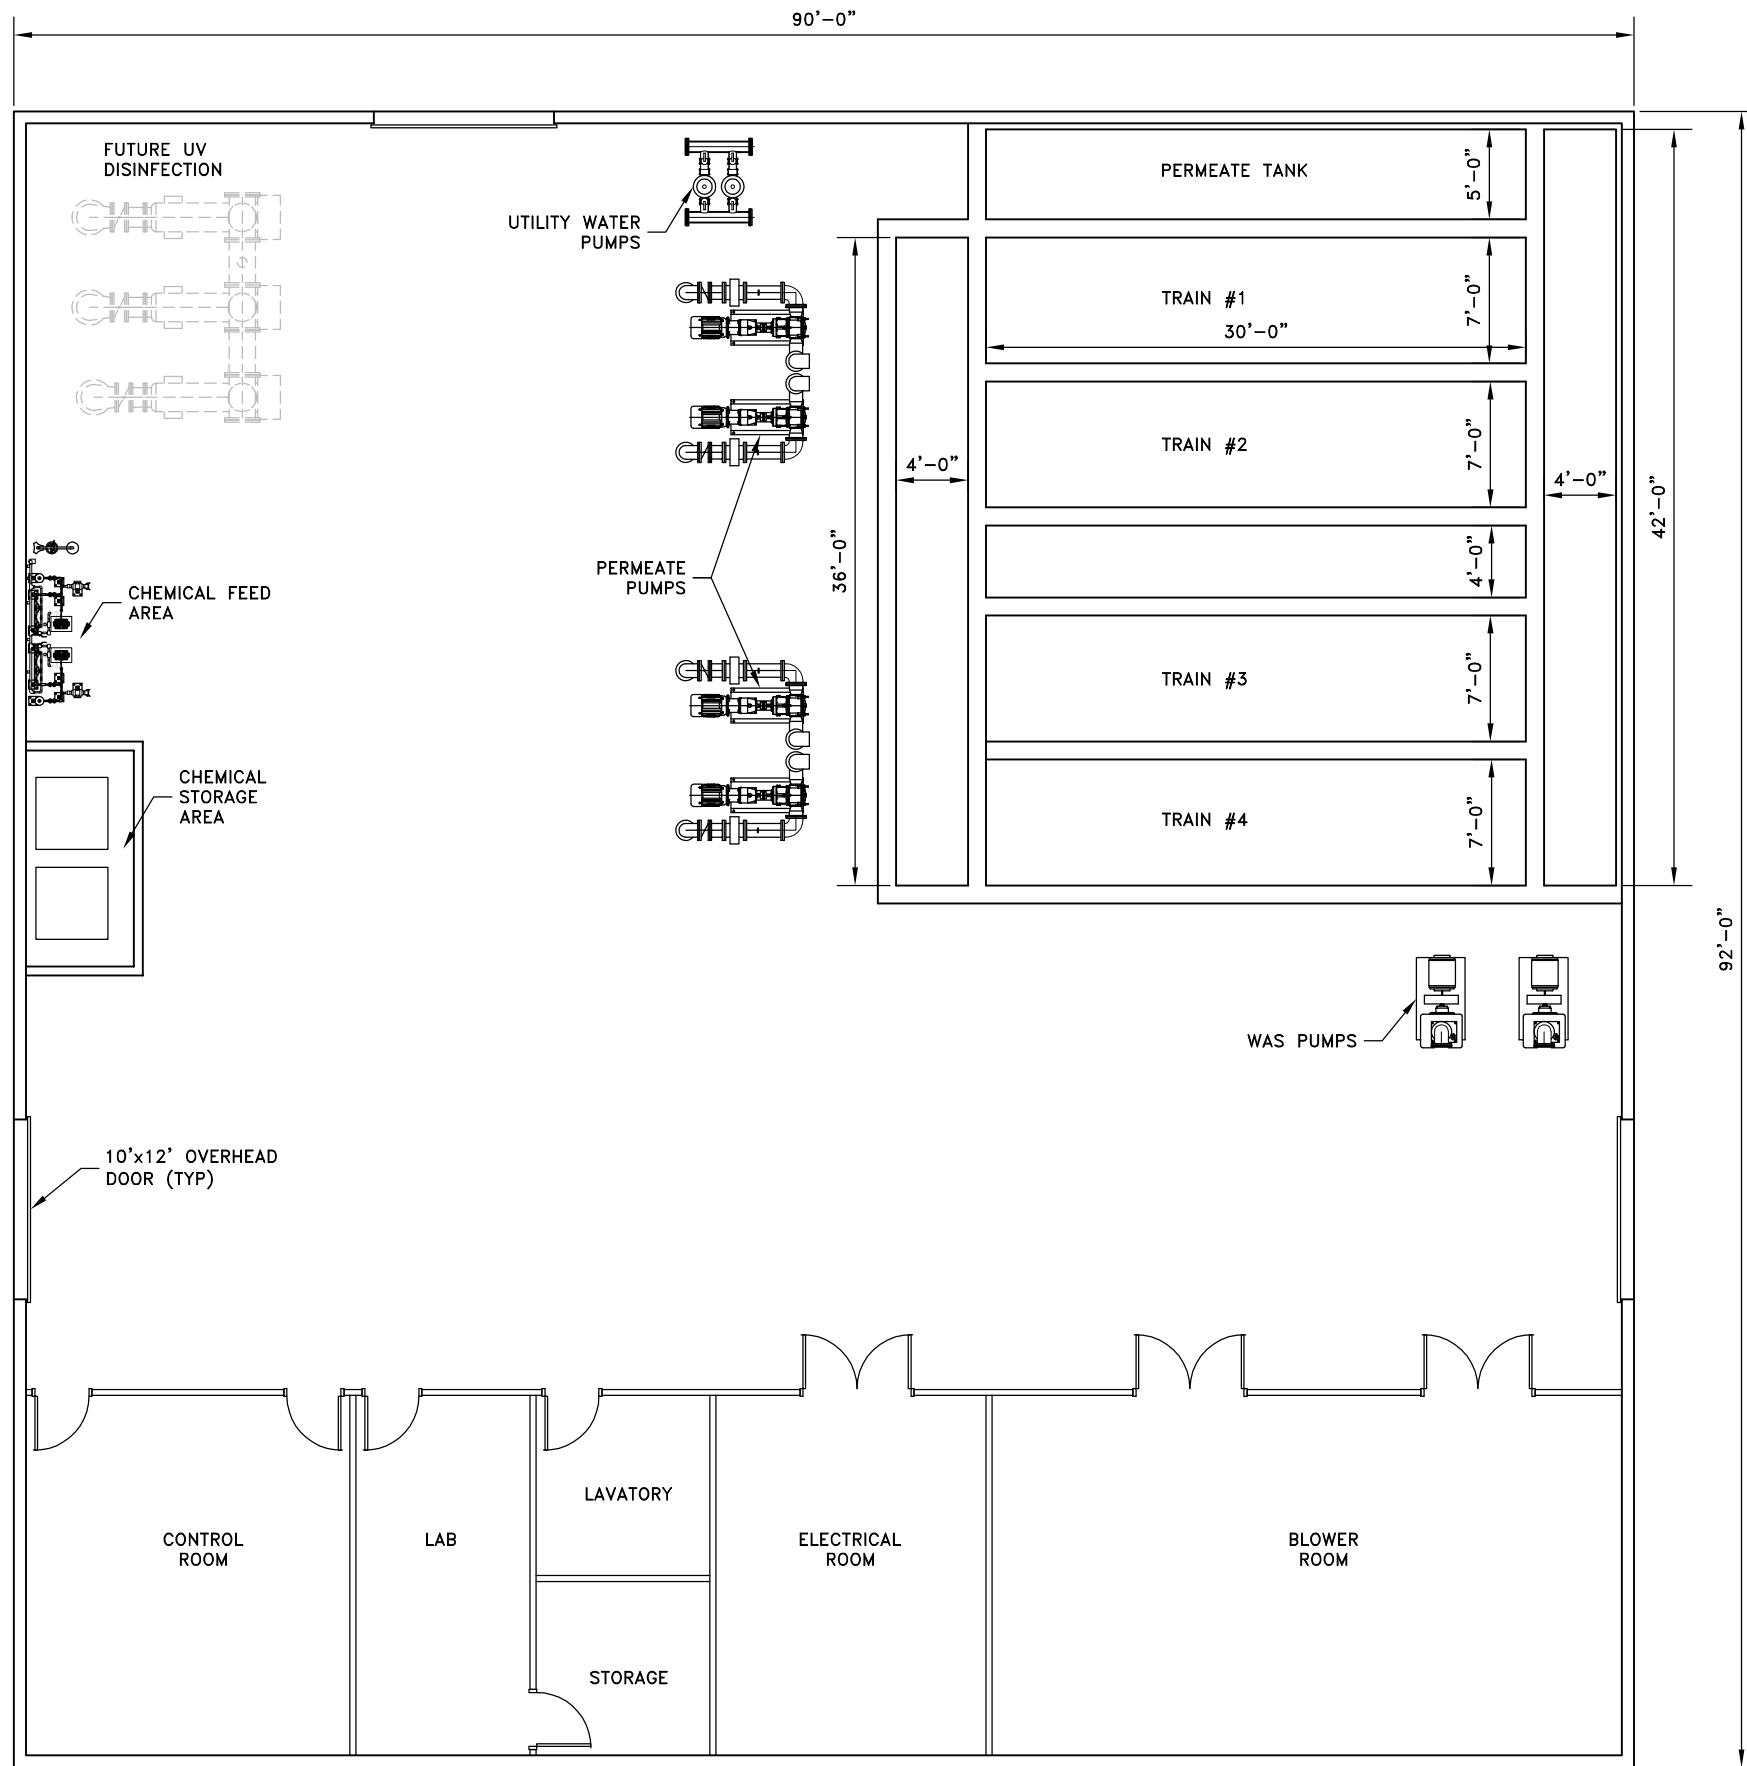 90'-0"
FUTURE UV
DISINFECTION
UTILITY WATER
PUMPS
PERMEATE TANK
5'-0"
TRAIN #1
30'-0"
7'-0"
TRAIN #2
7'-0"
4'-0"
4'-0"
42'-0"
36'-0"
4'-0"
PERMEATE
PUMPS
CHEMICAL FEED
AREA
TRAIN #3
7'-0"
CHEMICAL
STORAGE
AREA
TRAIN #4
7'-0"
92'-0"
WAS PUMPS
10'x12' OVERHEAD
DOOR (TYP)
LAVATORY
CONTROL
ROOM
LAB
ELECTRICAL
ROOM
BLOWER
ROOM
STORAGE